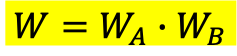 W = W_A · W_B